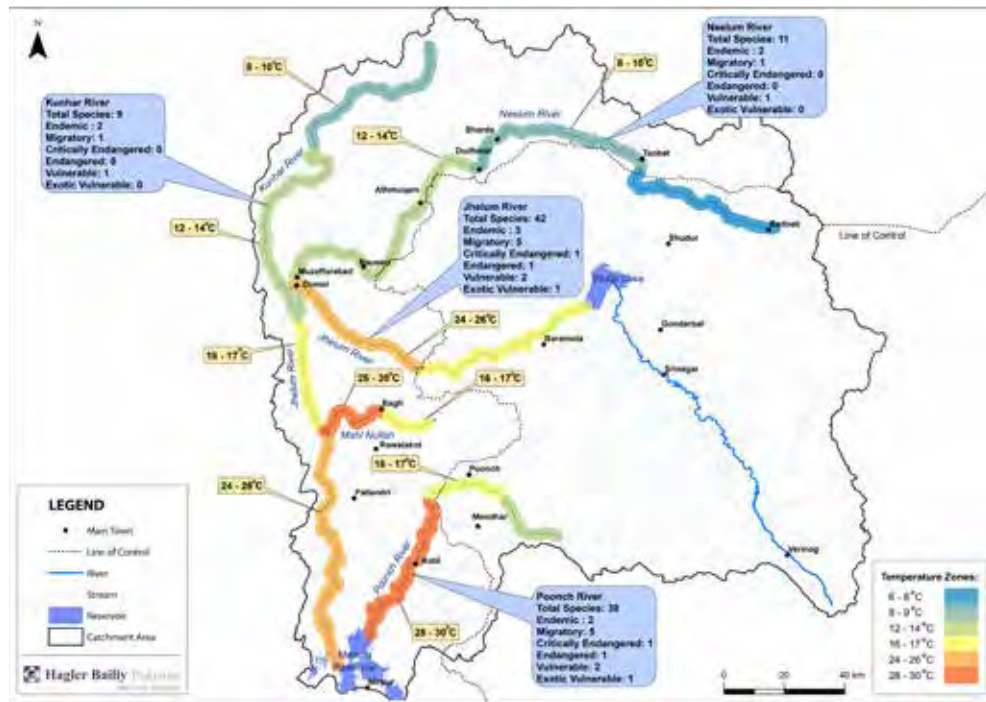 N
8 - 10°C
Neelum River
Total Species: 11
Endemic : 2
Migratory: 1
Critically Endangered: 0
Endangered: 0
Vulnerable: 1
Exotic Vulnerable: 0
8 - 10°C
Kunhar River
Total Species: 9
Endemic : 2
Migratory: 1
Critically Endangered: 0
Endangered: 0
Vulnerable: 1
Exotic Vulnerable: 0
Neelum River
Sharda
12 - 14°C
Dudhnial
Taobat
Kunhar River
Athmuqam
Jhelum River
Total Species: 42
Endemic : 3
Migratory: 5
Critically Endangered: 1
Endangered: 1
Vulnerable: 2
Exotic Vulnerable: 1
12 - 14°C
Line of Control
Muzaffarabad
Domel
24 - 26°C
Jhelum River
Baramola
Srinagar
16 - 17°C
Jhelum River
16 - 17°C
Bagh
Mahl Nullah
Rawalakot
16 - 17°C
Poonch
24 - 26°C
Mendhar
Poonch River
Kotli
Verinag
28 - 30°C
Poonch River
Total Species: 38
Endemic : 2
Migratory: 5
Critically Endangered: 1
Endangered: 1
Vulnerable: 2
Exotic Vulnerable: 1
LEGEND
Main Town
Line of Control
River
Stream
Reservoir
Catchment Area
Hagler Bailly Pakistan
Temperature Zones:
6 - 8°C
8 - 9°C
12 - 14°C
16 - 17°C
24 - 26°C
28 - 30°C
0 20 40 km